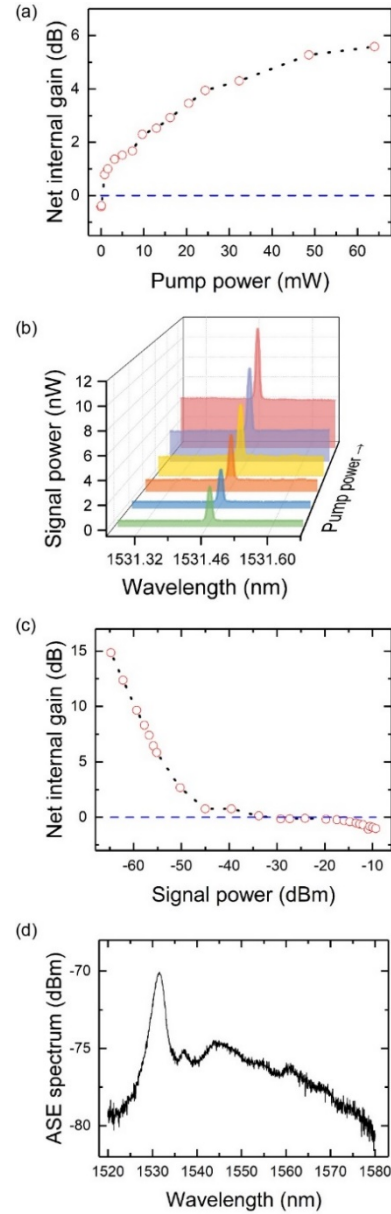 (a)
Net internal gain (dB)
6
4
2
0
0 10 20 30 40 50 60
Pump power (mW)
(b)
Signal power (nW)
12
10
8
6
4
2
0
Pump power →
1531.32 1531.46 1531.60
Wavelength (nm)
(c)
Net internal gain (dB)
15
10
5
0
-60 -50 -40 -30 -20 -10
Signal power (dBm)
(d)
ASE spectrum (dBm)
-70
-75
-80
1520 1530 1540 1550 1560 1570 1580
Wavelength (nm)